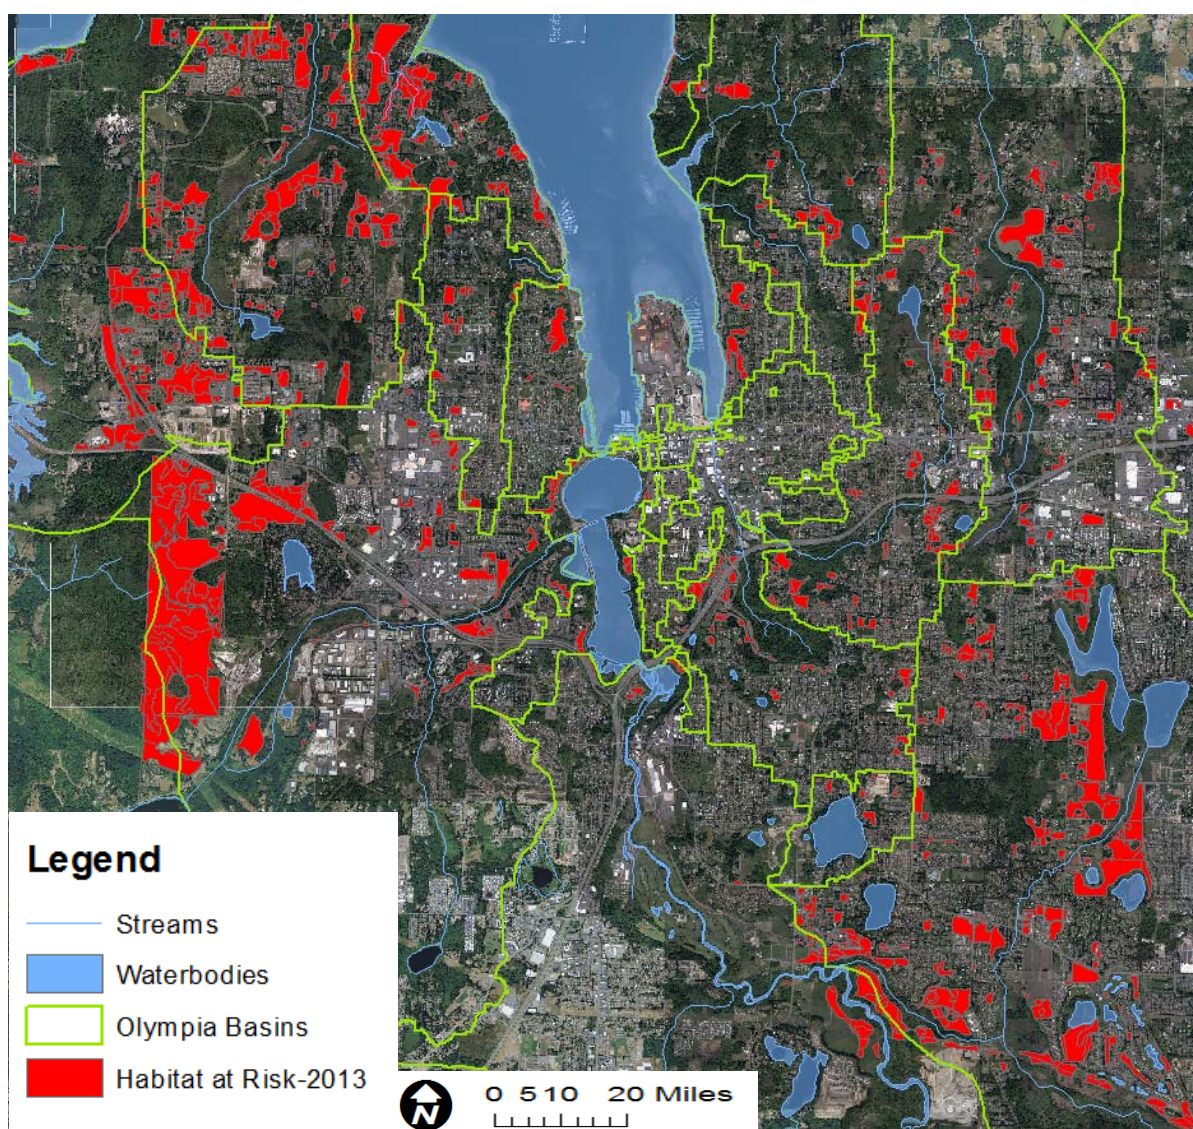 Legend
Streams
Waterbodies
Olympia Basins
Habitat at Risk-2013
N
0 5 10 20 Miles